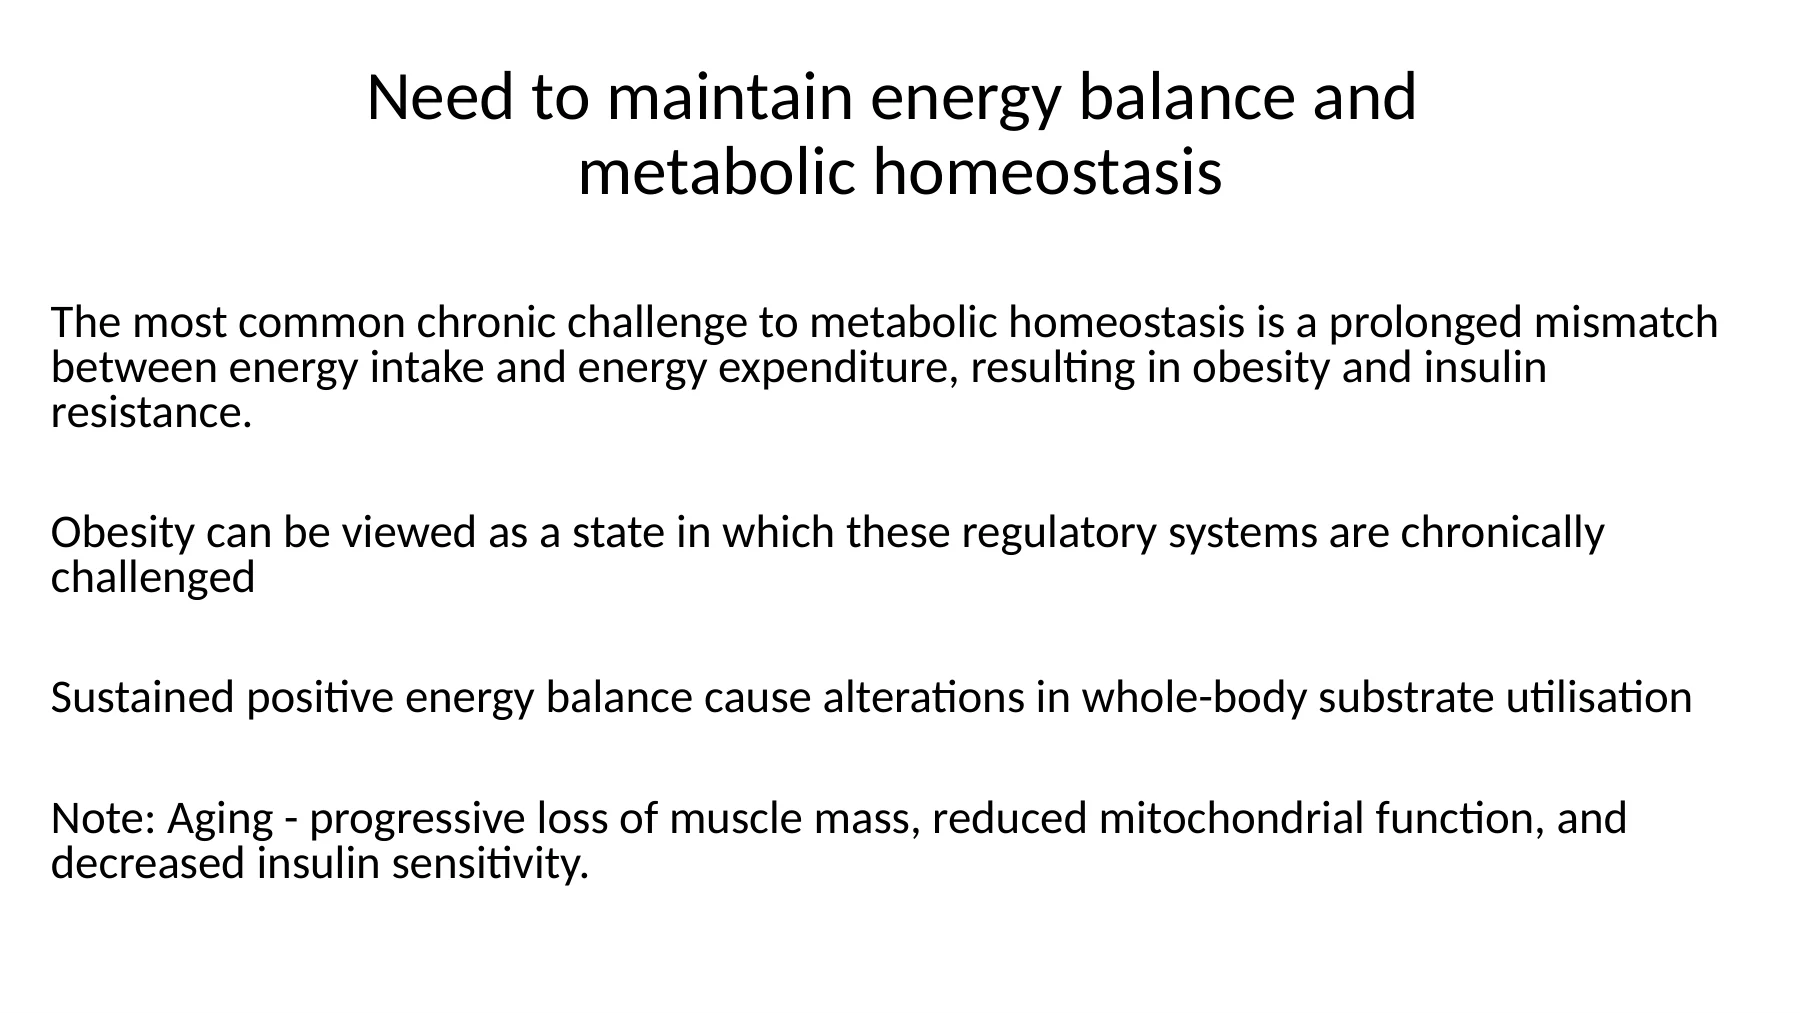 Need to maintain energy balance and
metabolic homeostasis
The most common chronic challenge to metabolic homeostasis is a prolonged mismatch
between energy intake and energy expenditure, resulting in obesity and insulin
resistance.
Obesity can be viewed as a state in which these regulatory systems are chronically
challenged
Sustained positive energy balance cause alterations in whole-body substrate utilisation
Note: Aging - progressive loss of muscle mass, reduced mitochondrial function, and
decreased insulin sensitivity.